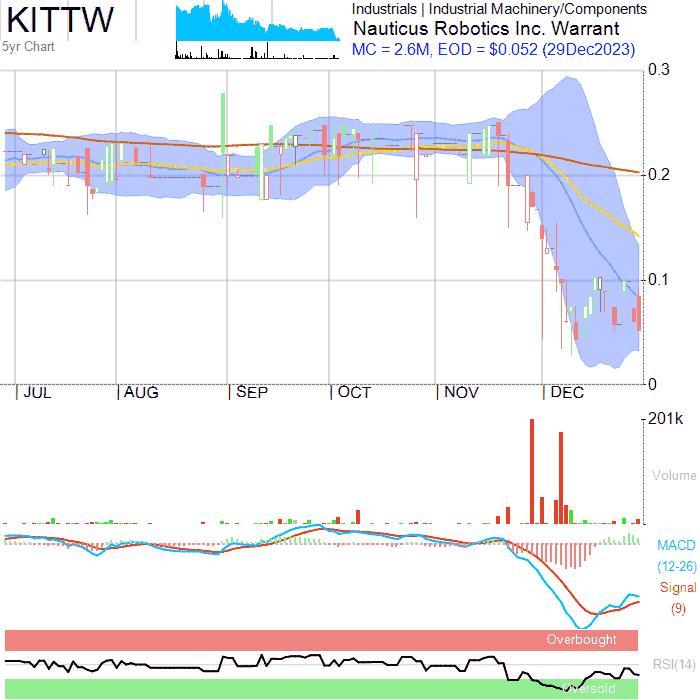 KITTW
5yr Chart
Industrials | Industrial Machinery/Components
Nauticus Robotics Inc. Warrant
MC = 2.6M, EOD = $0.052 (29Dec2023)
0.3
0.2
0.1
0
JUL AUG SEP OCT NOV DEC
201k
Volume
MACD
(12-26)
Signal
(9)
Overbought
RSI(14)
Oversold